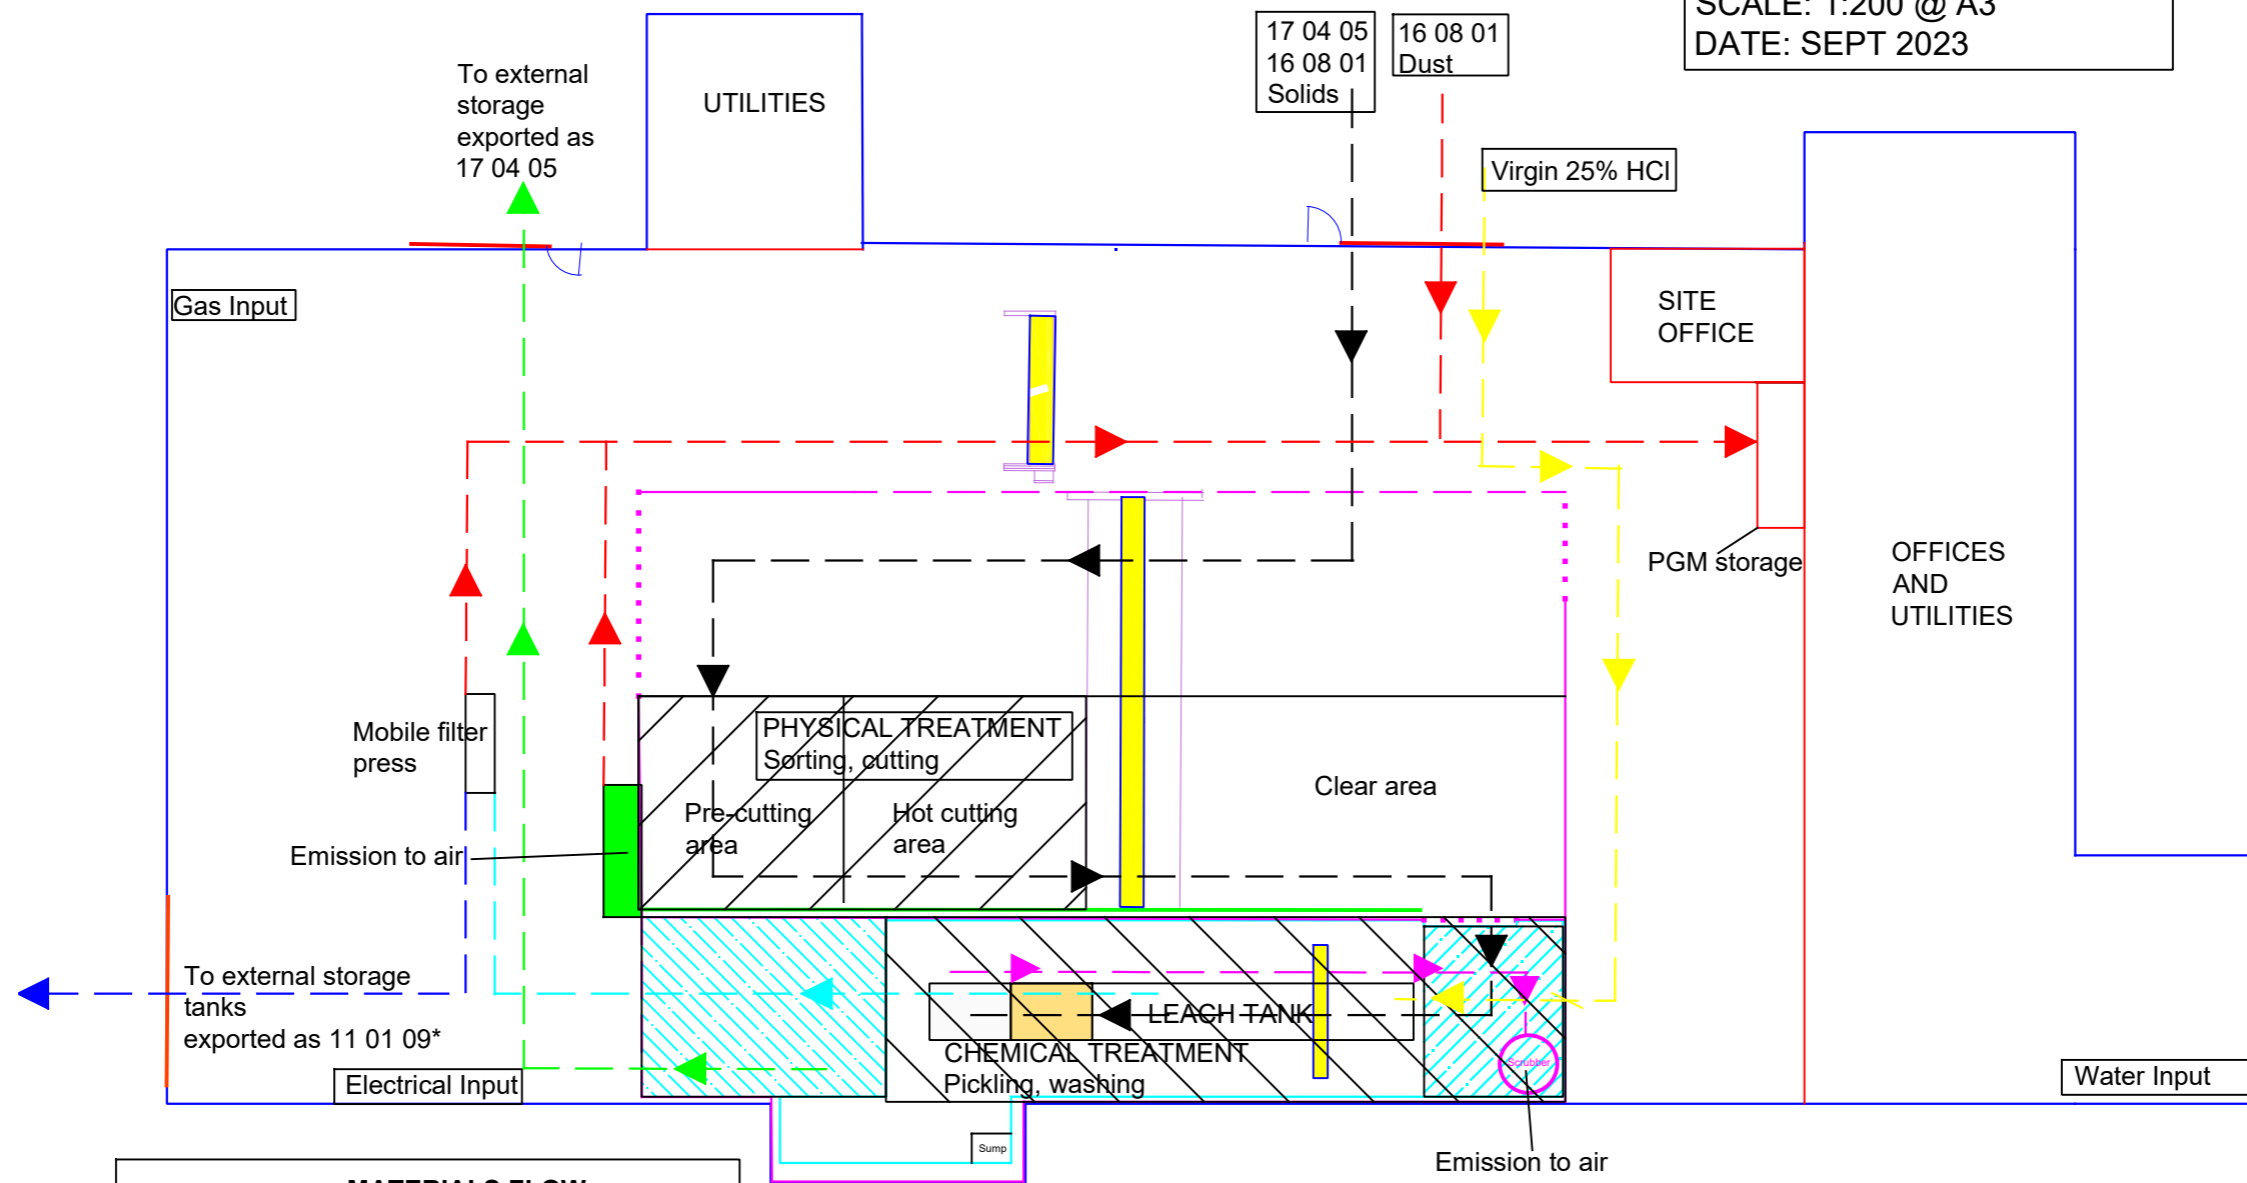 SCALE: 1:200 @ A3
DATE: SEPT 2023
17 04 05
16 08 01
Solids
16 08 01
Dust
To external
storage
exported as
17 04 05
UTILITIES
Virgin 25% HCl
Gas Input
SITE
OFFICE
PGM storage
OFFICES
AND
UTILITIES
Mobile filter
press
PHYSICAL TREATMENT
Sorting, cutting
Clear area
Pre-cutting
area
Hot cutting
area
Emission to air
To external storage
tanks
exported as 11 01 09*
LEACH TANK
CHEMICAL TREATMENT
Pickling, washing
Scrubber
Electrical Input
Water Input
Sump
Emission to air
MATERIALS FLOW